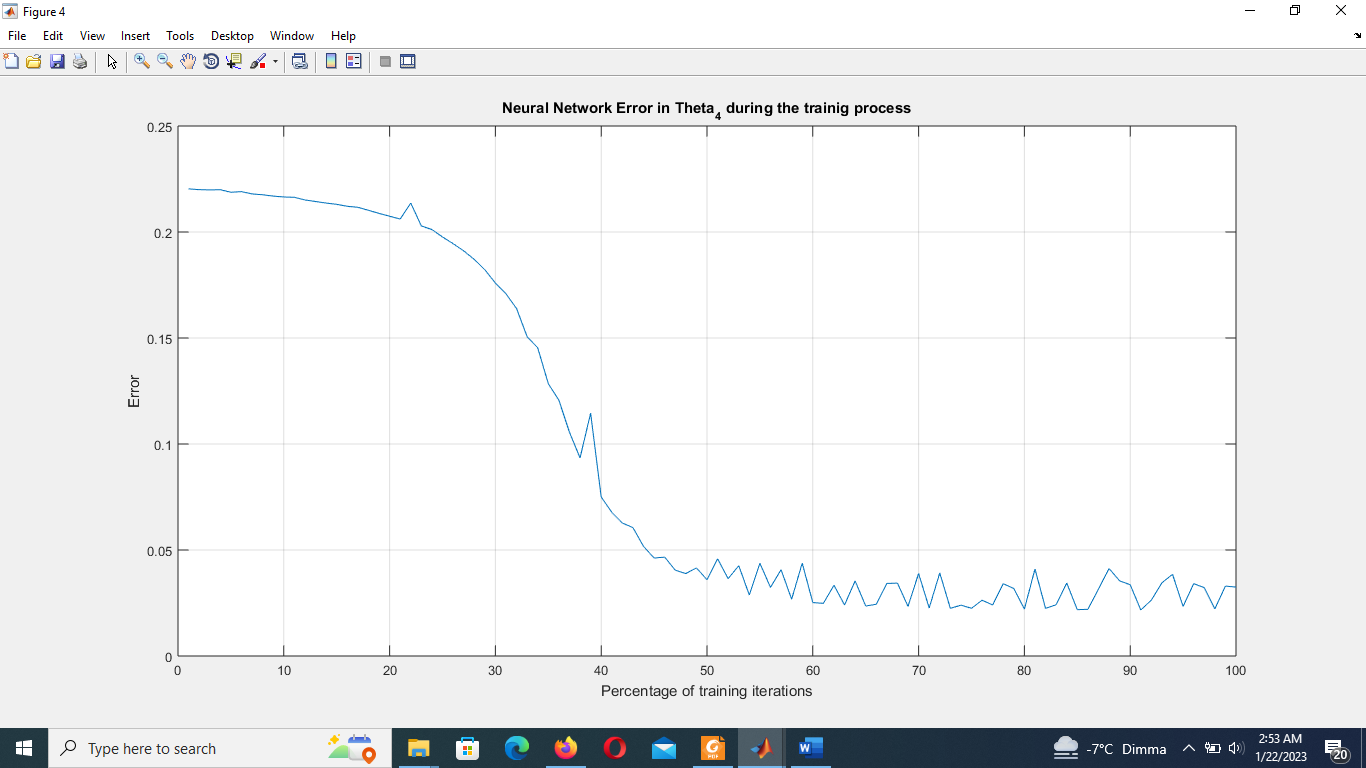 Figure 4
File Edit View Insert Tools Desktop Window Help
Neural Network Error in Theta4 during the trainig process
0.25
0.2
0.15
0.1
0.05
0
Error
0 10 20 30 40 50 60 70 80 90 100
Percentage of training iterations
Type here to search
PDF
W
-7°C Dimma
2:53 AM
1/22/2023
20